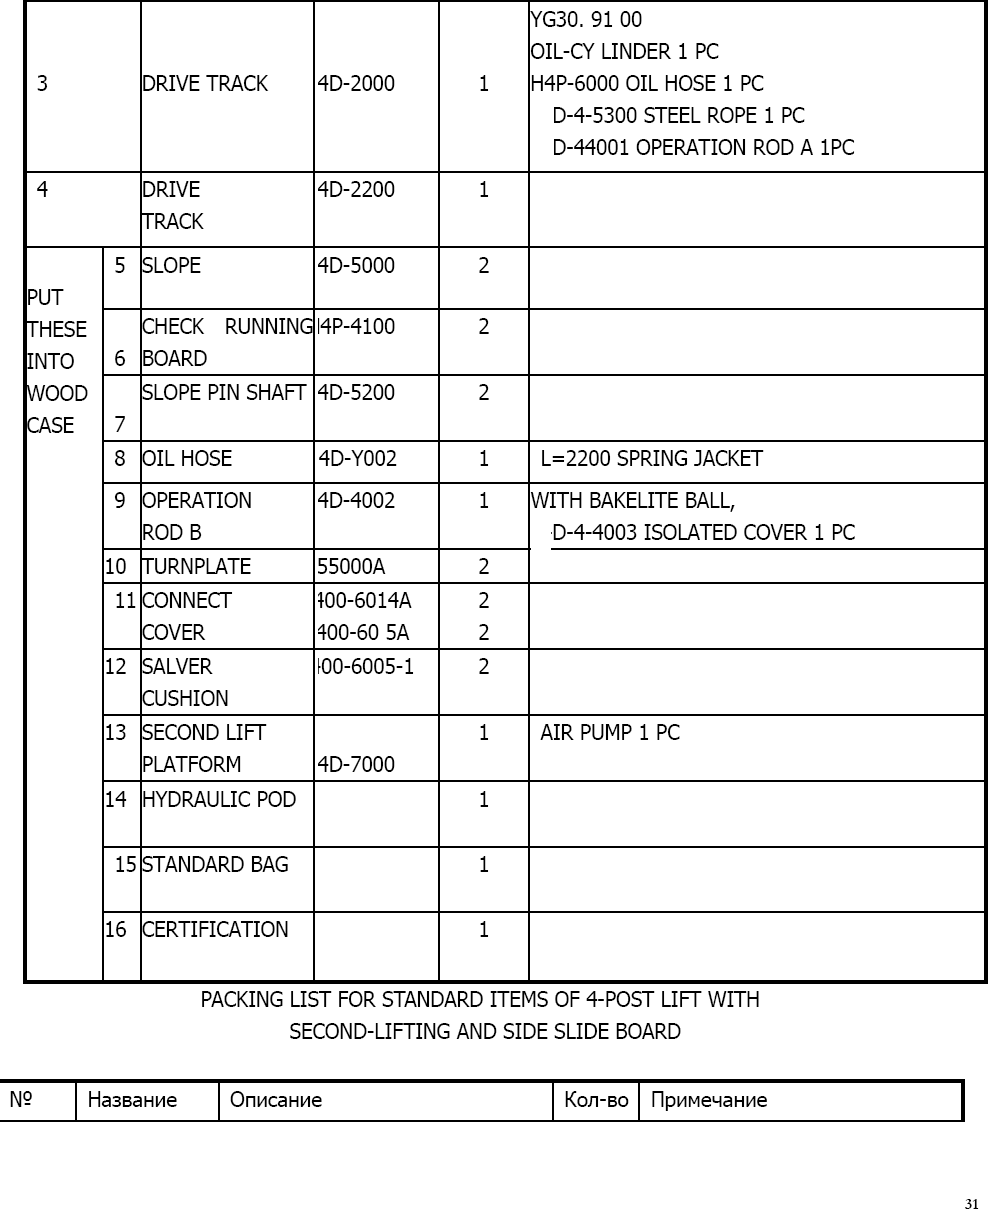 YG30. 91 00
OIL-CY LINDER 1 PC
3 DRIVE TRACK 4D-2000 1 H4P-6000 OIL HOSE 1 PC
D-4-5300 STEEL ROPE 1 PC
D-44001 OPERATION ROD A 1PC
4 DRIVE 4D-2200 1
TRACK
PUT
THESE
INTO
WOOD
CASE
5 SLOPE 4D-5000 2
CHECK RUNNING 4P-4100 2
6 BOARD
SLOPE PIN SHAFT 4D-5200 2
7
8 OIL HOSE 4D-Y002 1 L=2200 SPRING JACKET
9 OPERATION 4D-4002 1 WITH BAKELITE BALL,
ROD B D-4-4003 ISOLATED COVER 1 PC
10 TURNPLATE 55000A 2
11 CONNECT 400-6014A 2
COVER 400-60 5A 2
12 SALVER 400-6005-1 2
CUSHION
13 SECOND LIFT 1 AIR PUMP 1 PC
PLATFORM 4D-7000
14 HYDRAULIC POD 1
15 STANDARD BAG 1
16 CERTIFICATION 1
PACKING LIST FOR STANDARD ITEMS OF 4-POST LIFT WITH
SECOND-LIFTING AND SIDE SLIDE BOARD
№ Название Описание Кол-во Примечание
31